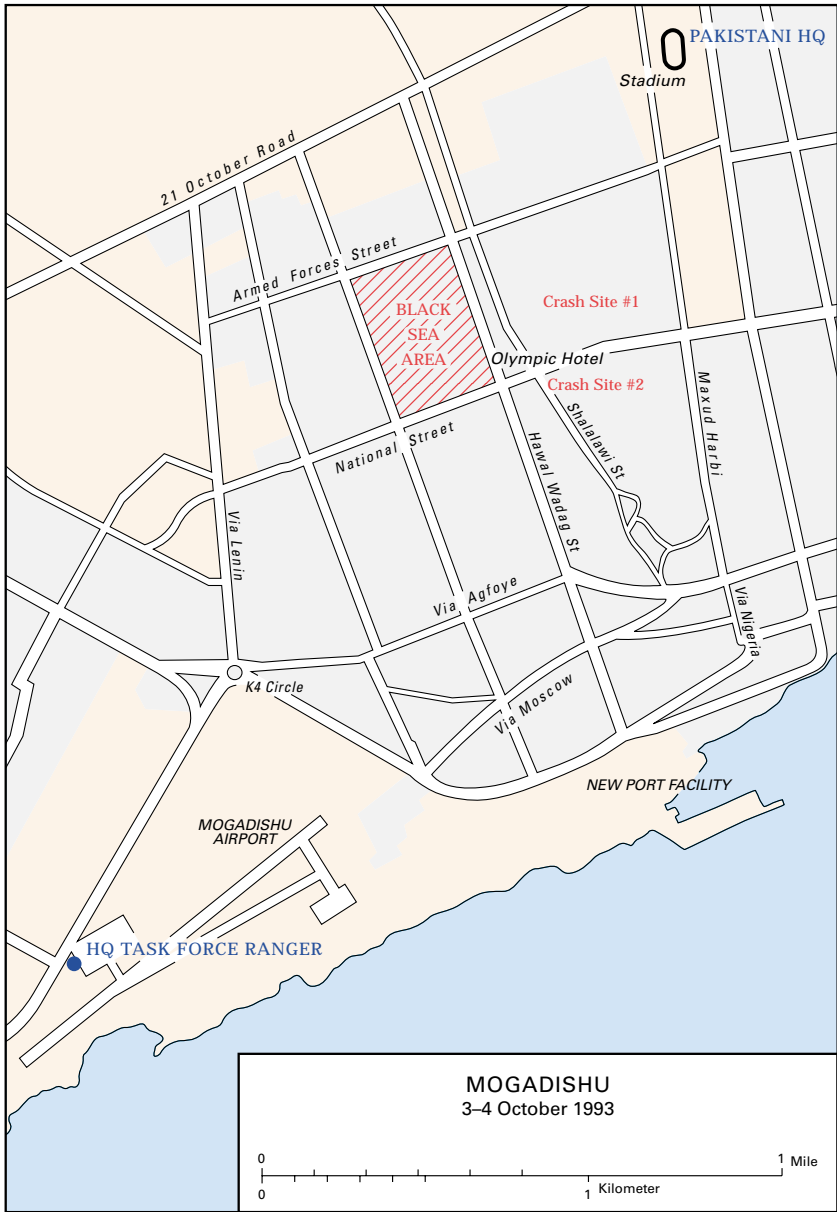 PAKISTANI HQ
Stadium
21 October Road
Armed Forces Street
BLACK
SEA
AREA
Crash Site #1
Olympic Hotel
Crash Site #2
National Street
Shalalawi St
Maxud Harbi
Hawal Wadag St
Via Lenin
Via Agfoye
Via Nigeria
K4 Circle
Via Moscow
NEW PORT FACILITY
MOGADISHU
AIRPORT
HQ TASK FORCE RANGER
MOGADISHU
3–4 October 1993
0 1 Mile
0 1 Kilometer